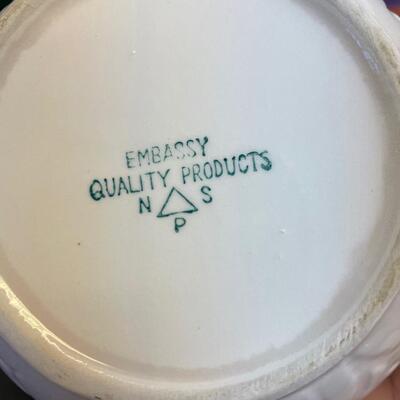 EMBASSY
QUALITY PRODUCTS
N S
P